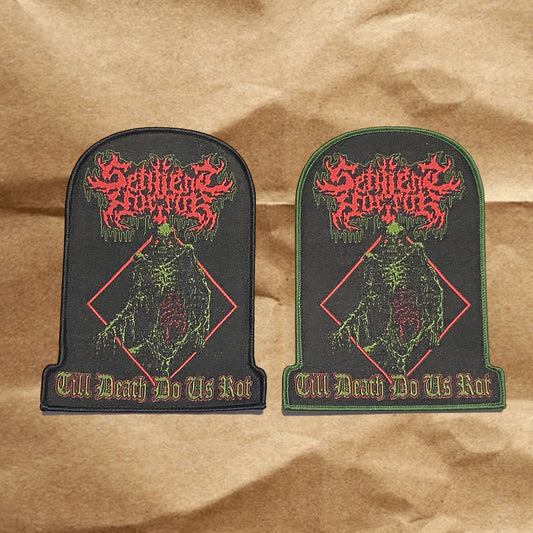 Sentient
Horror
Till Death Do Us Rot
Sentient
Horror
Till Death Do Us Rot